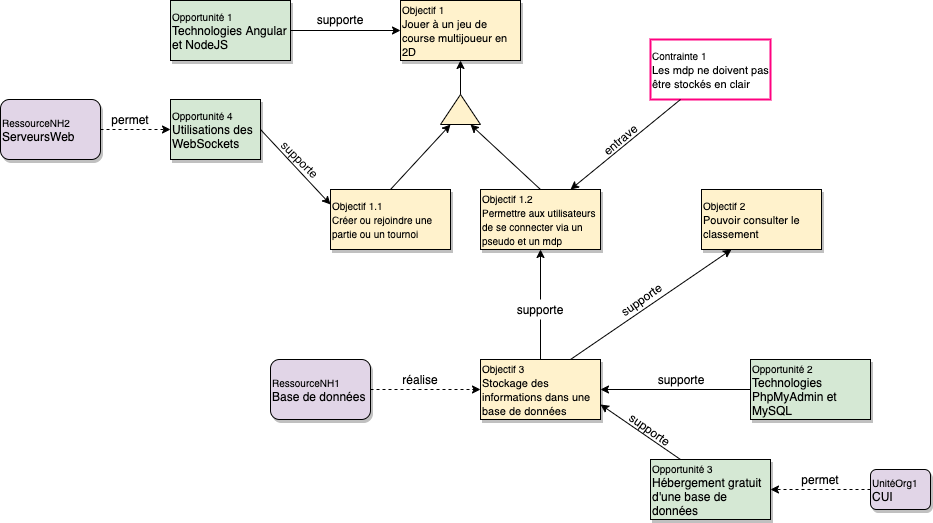 Opportunité 1
Technologies Angular
et NodeJS
supporte
Objectif 1
Jouer à un jeu de
course multijoueur en
2D
Contrainte 1
Les mdp ne doivent pas
être stockés en clair
RessourceNH2
ServeursWeb
permet
Opportunité 4
Utilisations des
WebSockets
supporte
entrave
Objectif 1.1
Créer ou rejoindre une
partie ou un tournoi
Objectif 1.2
Permettre aux utilisateurs
de se connecter via un
pseudo et un mdp
Objectif 2
Pouvoir consulter le
classement
supporte
supporte
RessourceNH1
Base de données
réalise
Objectif 3
Stockage des
informations dans une
base de données
supporte
Opportunité 2
Technologies
PhpMyAdmin et
MySQL
supporte
Opportunité 3
Hébergement gratuit
d'une base de
données
permet
UnitéOrg1
CUI